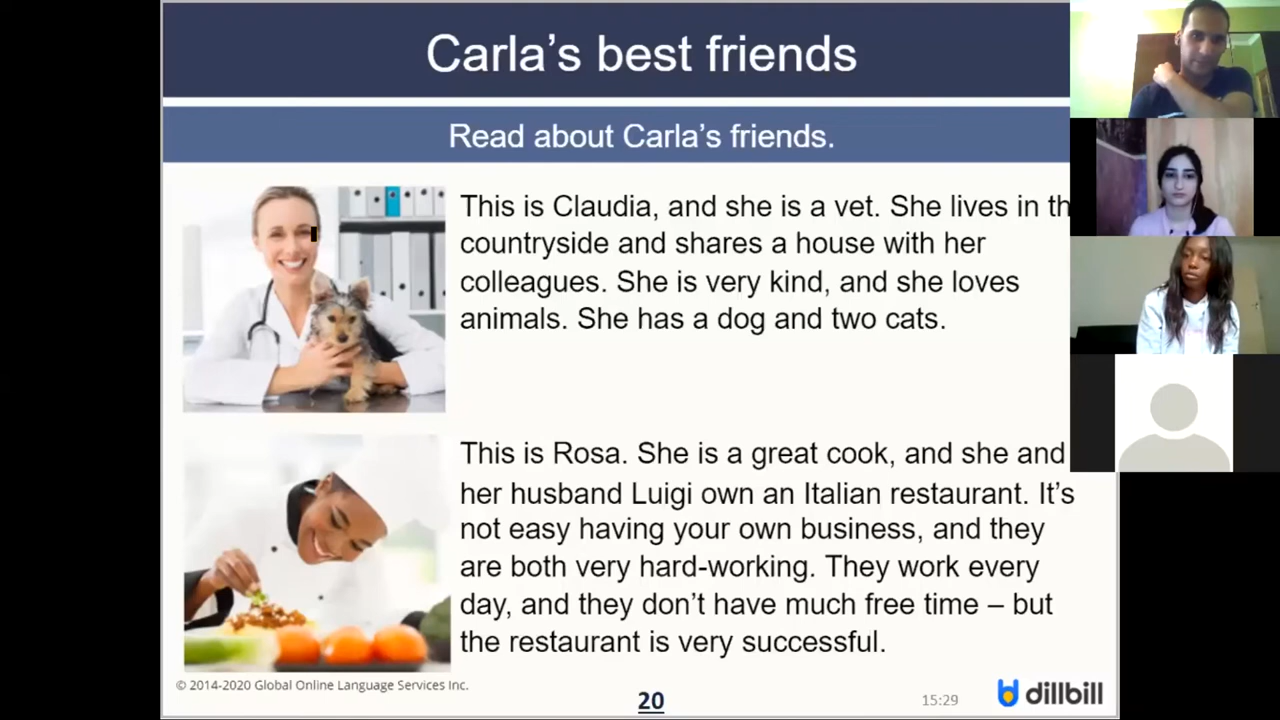 Carla’s best friends
Read about Carla’s friends.
This is Claudia, and she is a vet. She lives in th
countryside and shares a house with her
colleagues. She is very kind, and she loves
animals. She has a dog and two cats.
This is Rosa. She is a great cook, and she and
her husband Luigi own an Italian restaurant. It’s
not easy having your own business, and they
are both very hard-working. They work every
day, and they don’t have much free time – but
the restaurant is very successful.
© 2014-2020 Global Online Language Services Inc.
20
15:29
dillbill